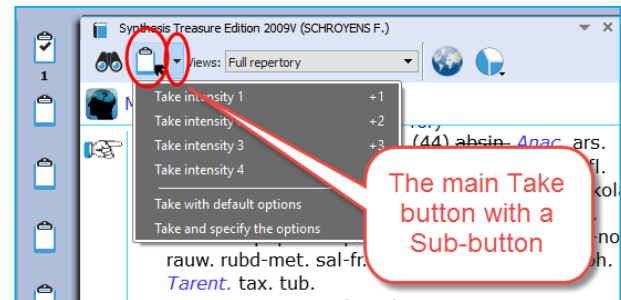 Synthesis Treasure Edition 2009V (SCHROYENS F.)
Views: Full repertory
1
Take intensity 1 +1
Take intensity +2
Take intensity 3 +3
Take intensity 4
Take with default options
Take and specify the options
(44) absin. Anac. ars.
The main Take
button with a
Sub-button
rauw. rubd-met. sal-fr.
Tarent. tax. tub.